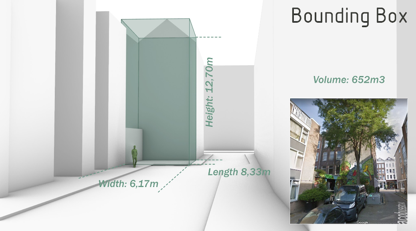 Bounding Box
Volume: 652m3
Height: 12,70m
Length 8,33m
Width: 6,17m